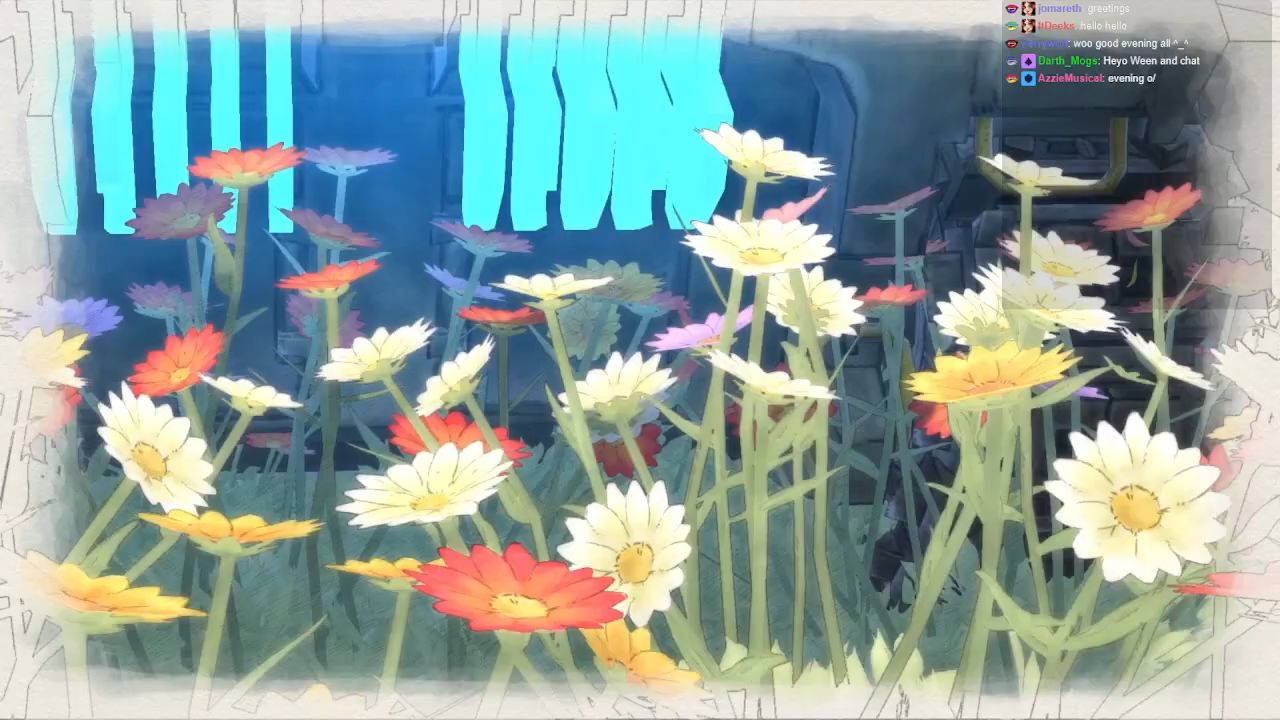 jomareth greetings
ItDeeks: hello hello
: woo good evening all ^_^
Darth_Mogs: Heyo Ween and chat
AzzieMusical: evening o/